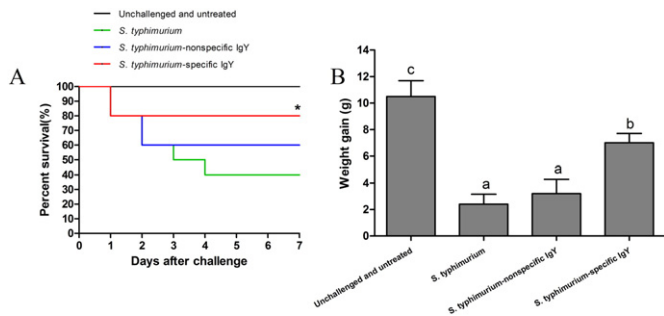 Unchallenged and untreated
S. typhimurium
S. typhimurium-nonspecific IgY
S. typhimurium-specific IgY
A
Percent survival(%)
100
90
80
70
60
50
40
30
20
10
0
*
0 1 2 3 4 5 6 7
Days after challenge
B
Weight gain (g)
14
12
10
8
6
4
2
0
c
a
a
b
Unchallenged and untreated
S. typhimurium
S. typhimurium-nonspecific IgY
S. typhimurium-specific IgY